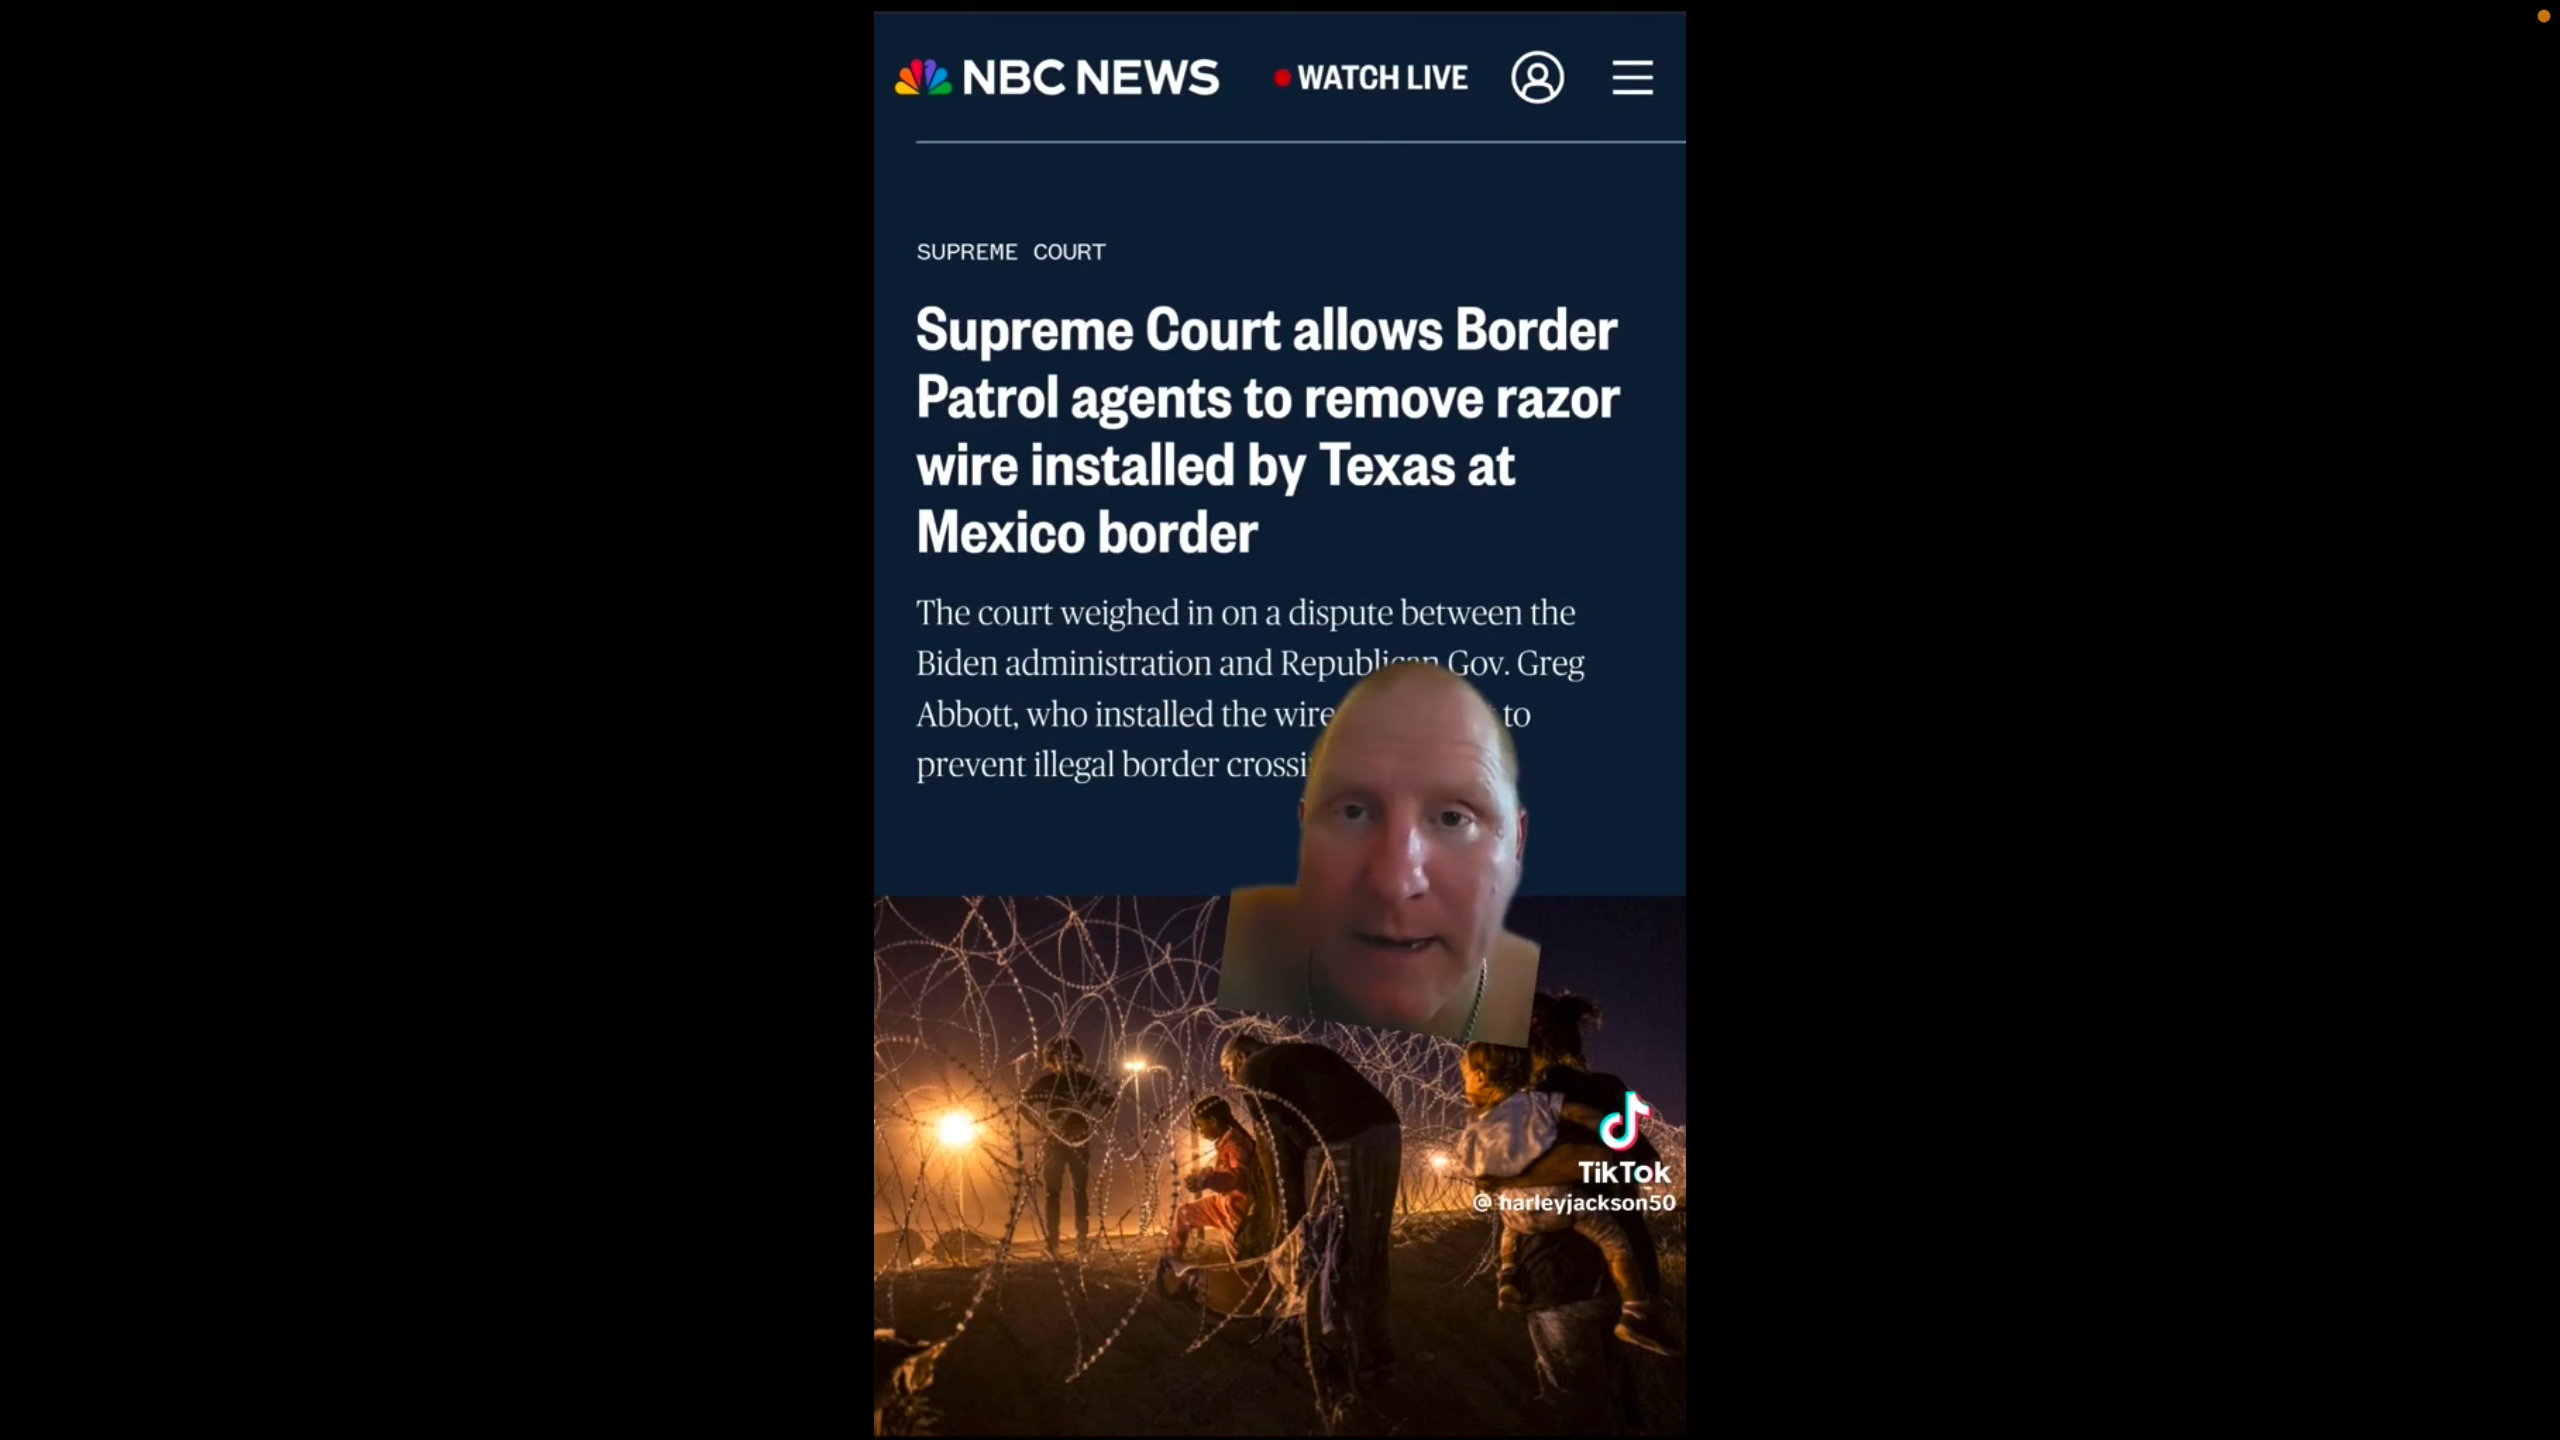 NBC NEWS
WATCH LIVE
SUPREME COURT
Supreme Court allows Border
Patrol agents to remove razor
wire installed by Texas at
Mexico border
The court weighed in on a dispute between the
Biden administration and Republican Gov. Greg
Abbott, who installed the wire to
prevent illegal border
TikTok
@ harleyjackson50